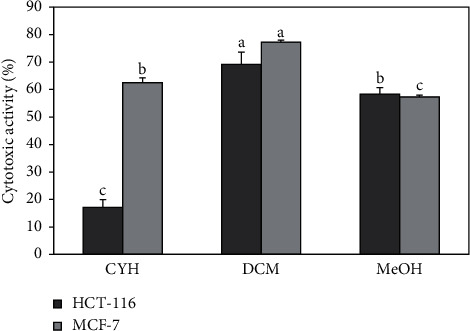 Cytotoxic activity (%)
90
80
70
60
50
40
30
20
10
0
c
b
a
a
b
c
CYH
DCM
MeOH
HCT-116
MCF-7